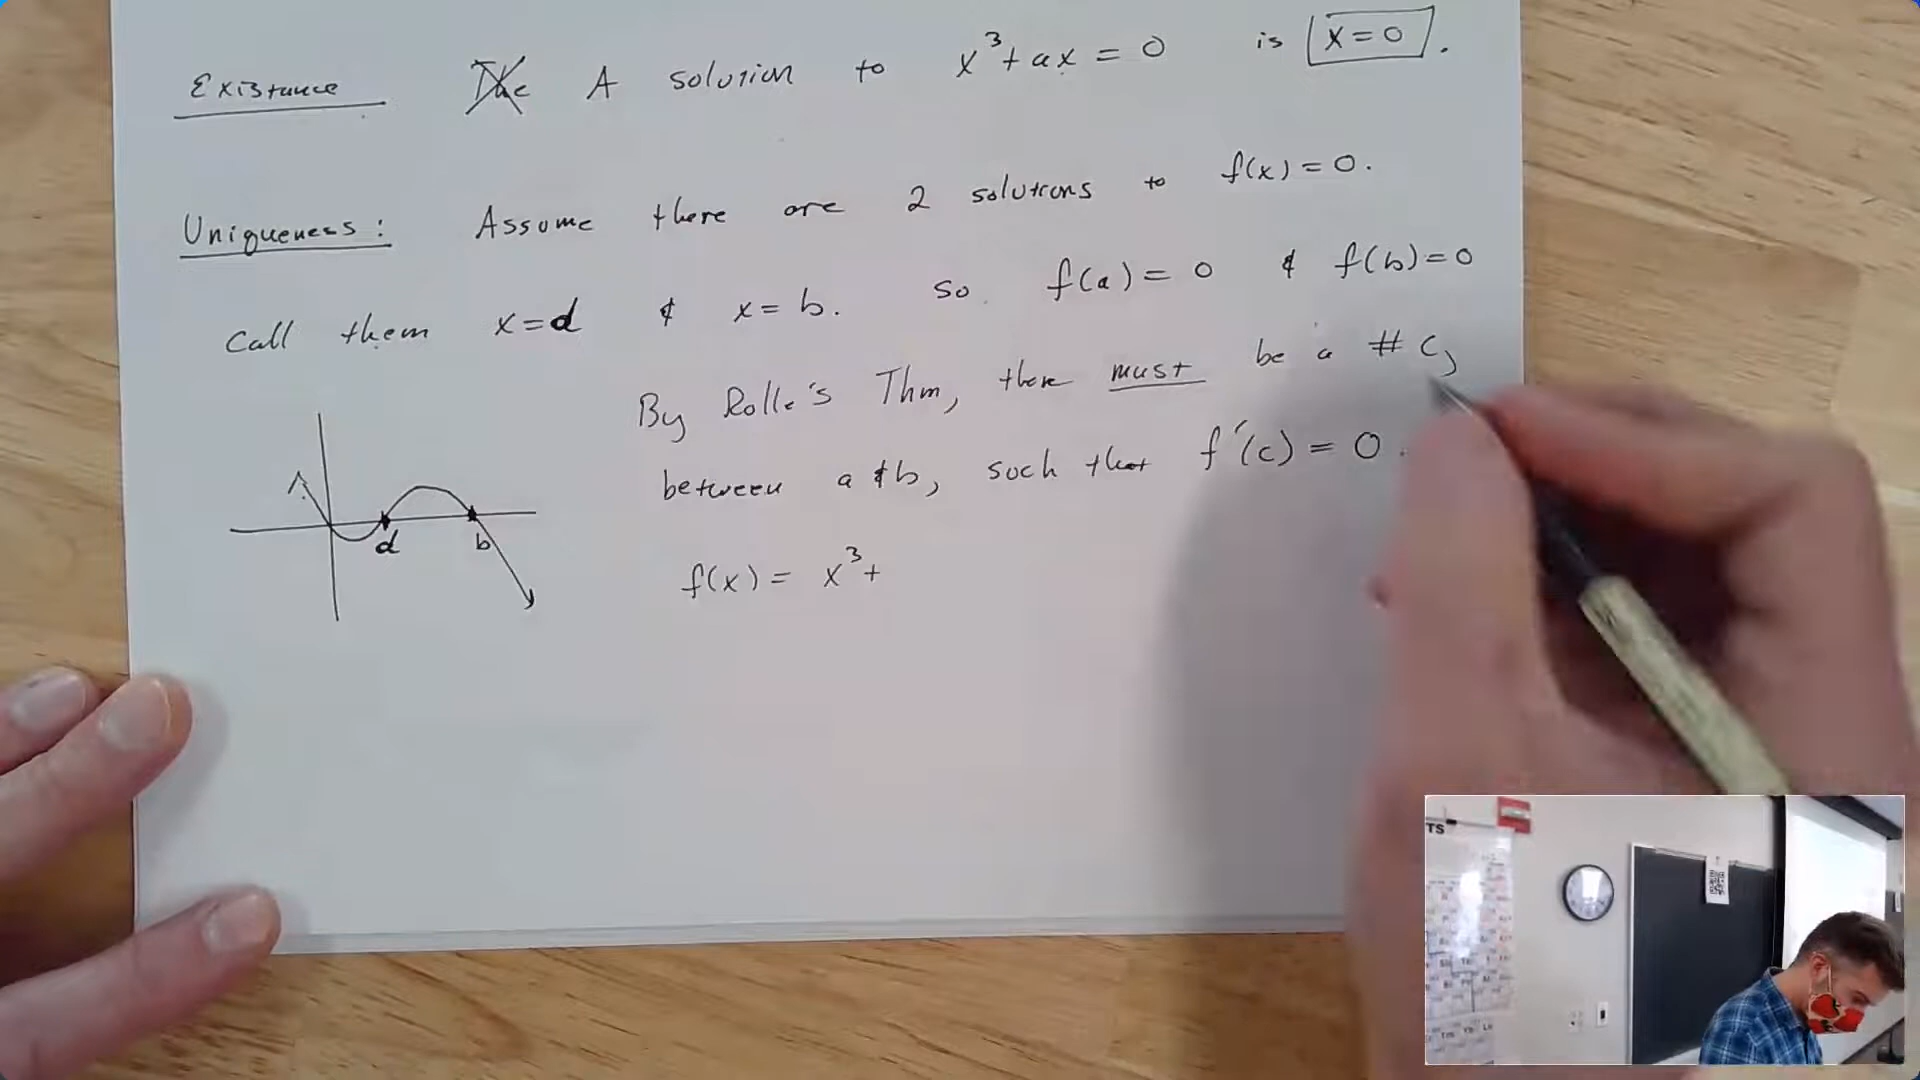 Existance The A solution to x³+ax = 0 is x=0.
Uniqueness: Assume there are 2 solutions to f(x)=0.
Call them x=d & x=b. So f(a)=0 & f(b)=0
By Rolle's Thm, there must be a # c,
between a & b, such that f'(c)=0.
d b
f(x)= x³+
TS